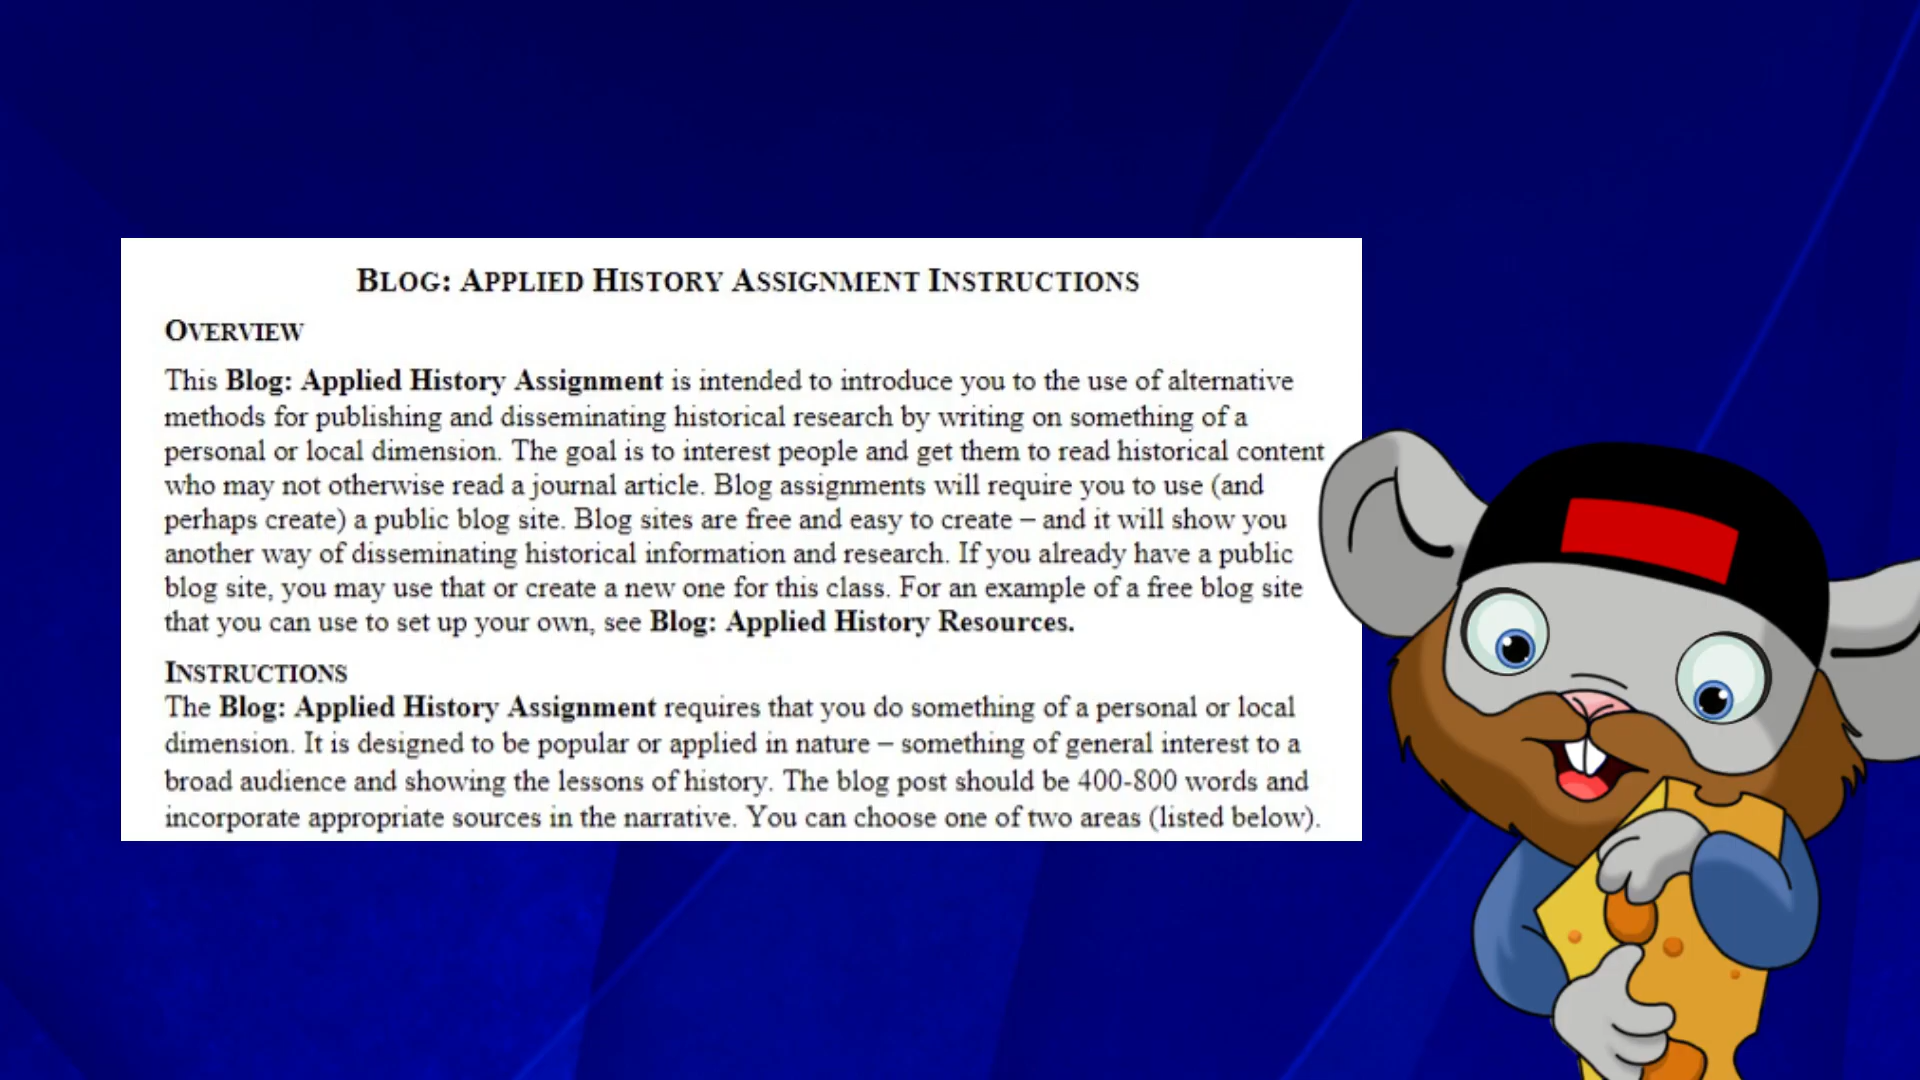 BLOG: APPLIED HISTORY ASSIGNMENT INSTRUCTIONS
OVERVIEW
This Blog: Applied History Assignment is intended to introduce you to the use of alternative
methods for publishing and disseminating historical research by writing on something of a
personal or local dimension. The goal is to interest people and get them to read historical content
who may not otherwise read a journal article. Blog assignments will require you to use (and
perhaps create) a public blog site. Blog sites are free and easy to create – and it will show you
another way of disseminating historical information and research. If you already have a public
blog site, you may use that or create a new one for this class. For an example of a free blog site
that you can use to set up your own, see Blog: Applied History Resources.
INSTRUCTIONS
The Blog: Applied History Assignment requires that you do something of a personal or local
dimension. It is designed to be popular or applied in nature – something of general interest to a
broad audience and showing the lessons of history. The blog post should be 400-800 words and
incorporate appropriate sources in the narrative. You can choose one of two areas (listed below).